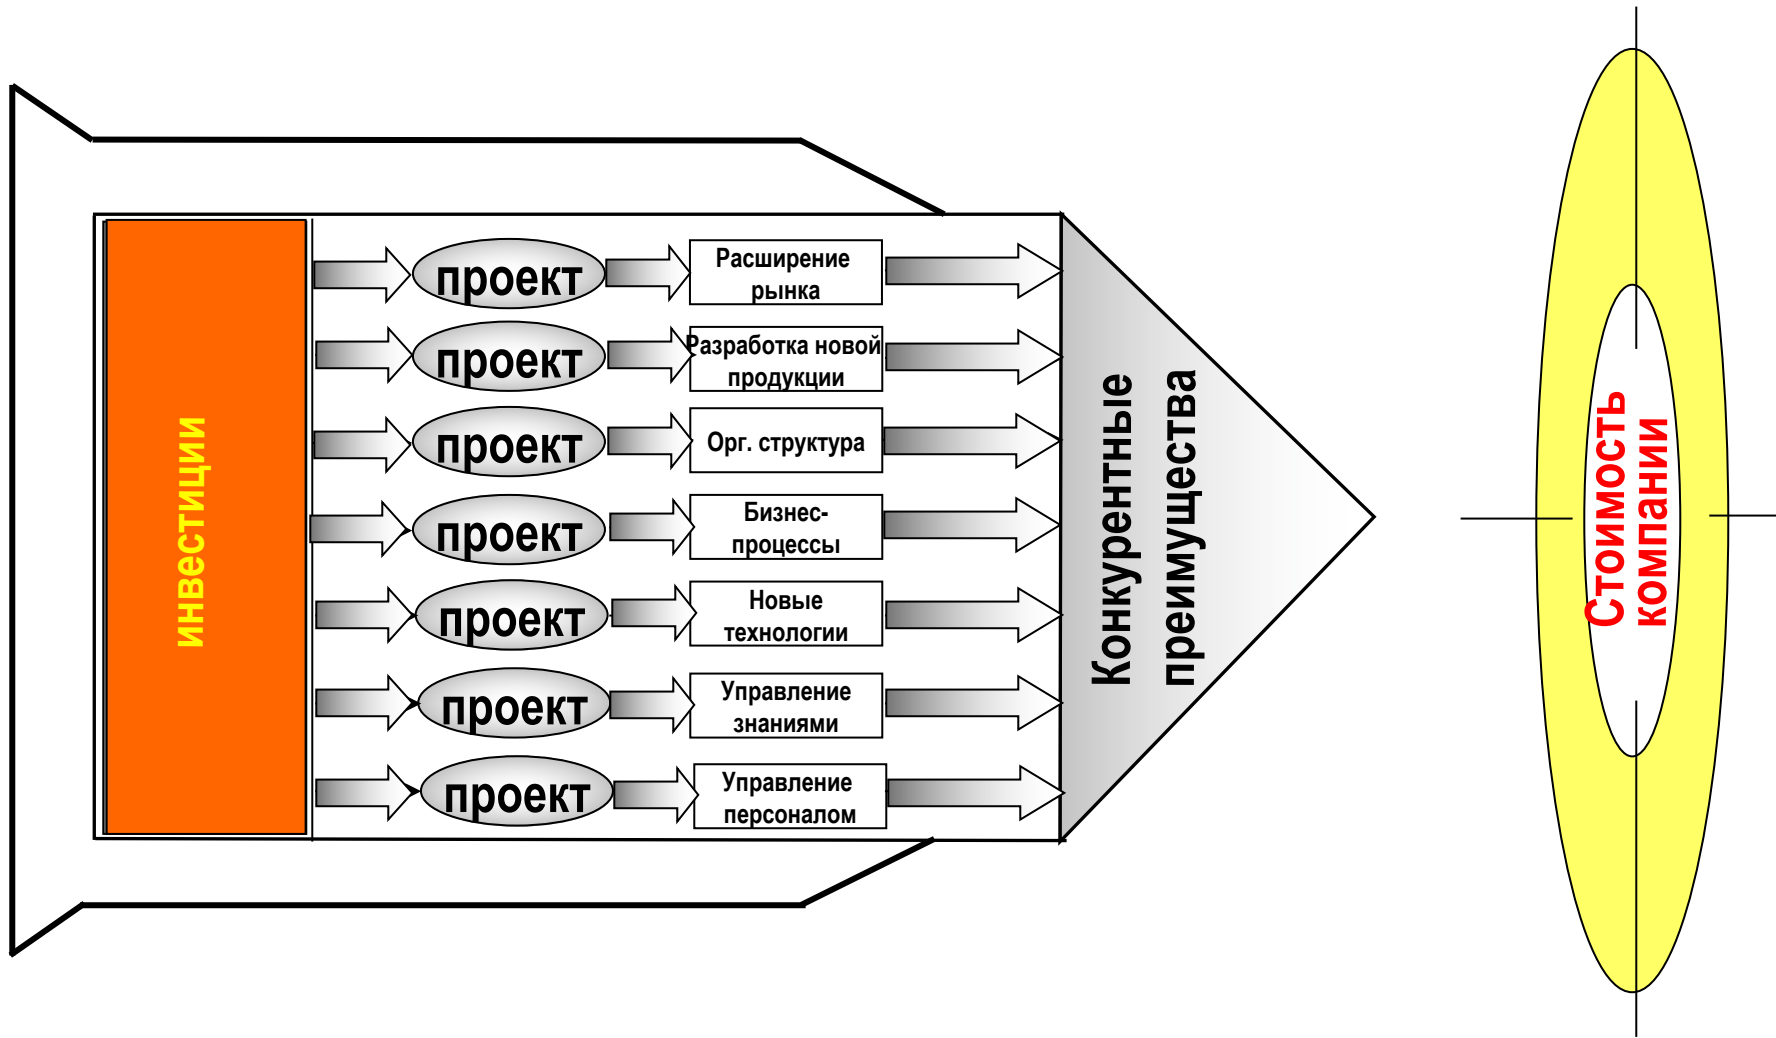 инвестиции
проект
Расширение
рынка
проект
Разработка новой
продукции
проект
Орг. структура
проект
Бизнес-
процессы
проект
Новые
технологии
проект
Управление
знаниями
проект
Управление
персоналом
Конкурентные
преимущества
Стоимость
компании